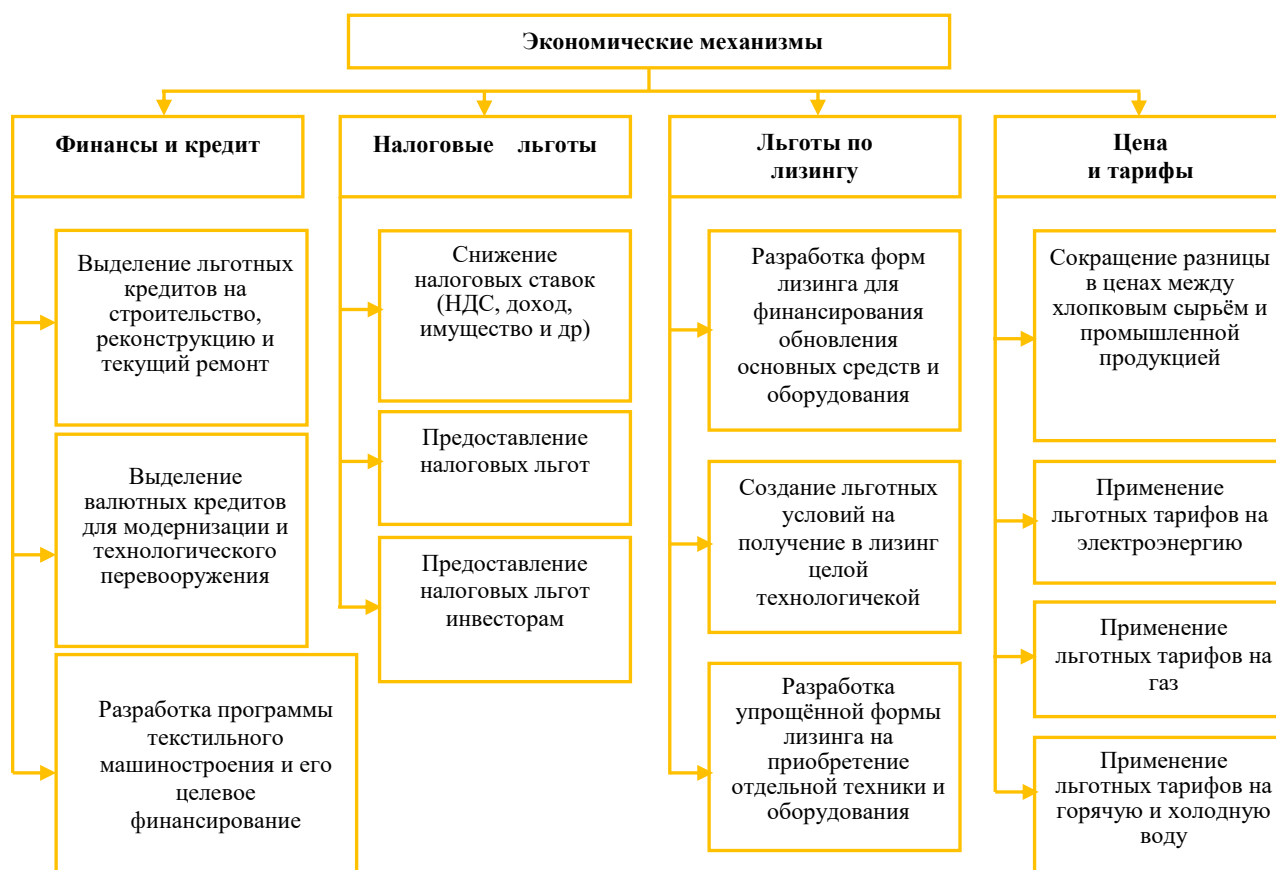 Экономические механизмы
Финансы и кредит
Выделение льготных
кредитов на
строительство,
реконструкцию и
текущий ремонт
Выделение
валютных кредитов
для модернизации и
технологического
перевооружения
Разработка программы
текстильного
машиностроения и его
целевое
финансирование
Налоговые льготы
Снижение
налоговых ставок
(НДС, доход,
имущество и др)
Предоставление
налоговых льгот
Предоставление
налоговых льгот
инвесторам
Льготы по
лизингу
Разработка форм
лизинга для
финансирования
обновления
основных средств и
оборудования
Создание льготных
условий на
получение в лизинг
целой
технологичекой
Разработка
упрощённой формы
лизинга на
приобретение
отдельной техники и
оборудования
Цена
и тарифы
Сокращение разницы
в ценах между
хлопковым сырьём и
промышленной
продукцией
Применение
льготных тарифов на
электроэнергию
Применение
льготных тарифов на
газ
Применение
льготных тарифов на
горячую и холодную
воду